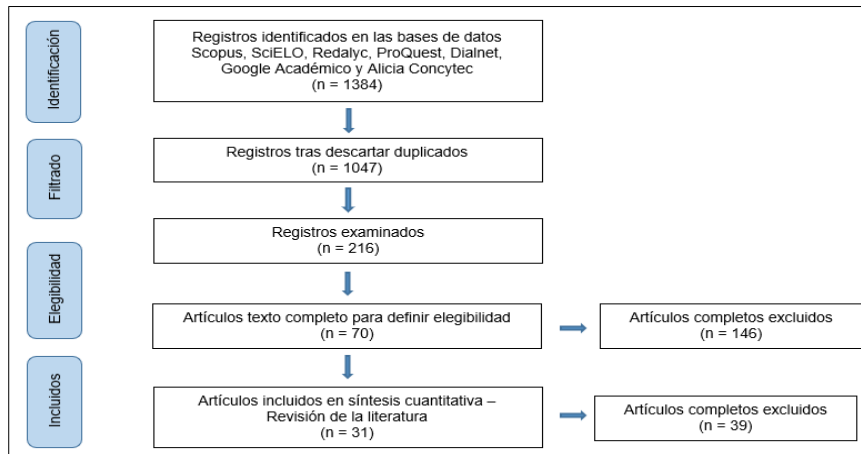 Identificación
Registros identificados en las bases de datos
Scopus, SciELO, Redalyc, ProQuest, Dialnet,
Google Académico y Alicia Concytec
(n = 1384)
Filtrado
Registros tras descartar duplicados
n = 1047
Registros examinados
(n = 216)
Elegibilidad
Artículos texto completo para definir elegibilidad
(n = 70)
Artículos completos excluidos
n = 146)
Incluidos
Artículos incluidos en síntesis cuantitativa –
Revisión de la literatura
(n = 31)
Artículos completos excluidos
n = 39)